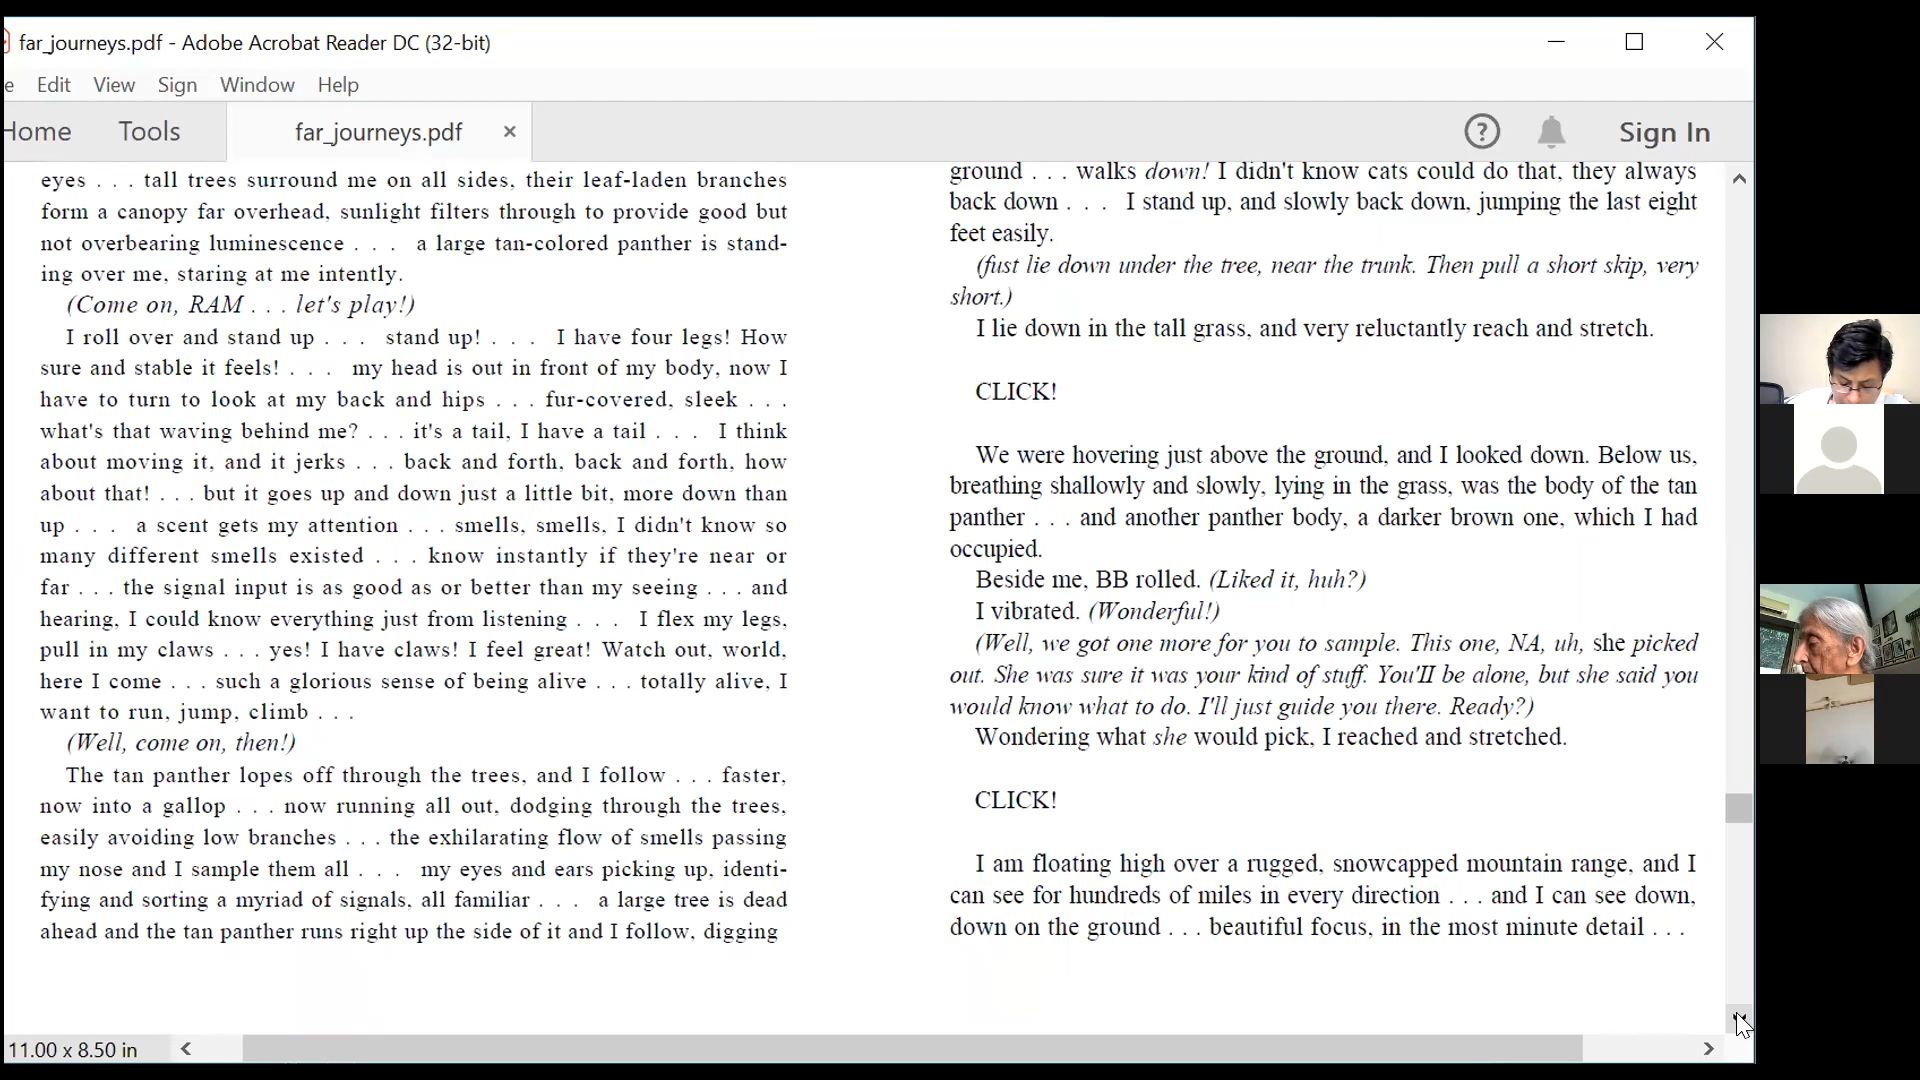 far_journeys.pdf - Adobe Acrobat Reader DC (32-bit)
e Edit View Sign Window Help
Home Tools far_journeys.pdf × ? Sign In
eyes . . . tall trees surround me on all sides, their leaf-laden branches
form a canopy far overhead, sunlight filters through to provide good but
not overbearing luminescence . . . a large tan-colored panther is stand-
ing over me, staring at me intently.
(Come on, RAM . . . let's play!)
I roll over and stand up . . . stand up! . . . I have four legs! How
sure and stable it feels! . . . my head is out in front of my body, now I
have to turn to look at my back and hips . . . fur-covered, sleek . . .
what's that waving behind me? . . . it's a tail, I have a tail . . . I think
about moving it, and it jerks . . . back and forth, back and forth, how
about that! . . . but it goes up and down just a little bit, more down than
up . . . a scent gets my attention . . . smells, smells, I didn't know so
many different smells existed . . . know instantly if they're near or
far . . . the signal input is as good as or better than my seeing . . . and
hearing, I could know everything just from listening . . . I flex my legs,
pull in my claws . . . yes! I have claws! I feel great! Watch out, world,
here I come . . . such a glorious sense of being alive . . . totally alive, I
want to run, jump, climb . . .
(Well, come on, then!)
The tan panther lopes off through the trees, and I follow . . . faster,
now into a gallop . . . now running all out, dodging through the trees,
easily avoiding low branches . . . the exhilarating flow of smells passing
my nose and I sample them all . . . my eyes and ears picking up, identi-
fying and sorting a myriad of signals, all familiar . . . a large tree is dead
ahead and the tan panther runs right up the side of it and I follow, digging
ground . . . walks down! I didn't know cats could do that, they always
back down . . . I stand up, and slowly back down, jumping the last eight
feet easily.
(fust lie down under the tree, near the trunk. Then pull a short skip, very
short.)
I lie down in the tall grass, and very reluctantly reach and stretch.
CLICK!
We were hovering just above the ground, and I looked down. Below us,
breathing shallowly and slowly, lying in the grass, was the body of the tan
panther . . . and another panther body, a darker brown one, which I had
occupied.
Beside me, BB rolled. (Liked it, huh?)
I vibrated. (Wonderful!)
(Well, we got one more for you to sample. This one, NA, uh, she picked
out. She was sure it was your kind of stuff. You'II be alone, but she said you
would know what to do. I'll just guide you there. Ready?)
Wondering what she would pick, I reached and stretched.
CLICK!
I am floating high over a rugged, snowcapped mountain range, and I
can see for hundreds of miles in every direction . . . and I can see down,
down on the ground . . . beautiful focus, in the most minute detail . . .
11.00 x 8.50 in